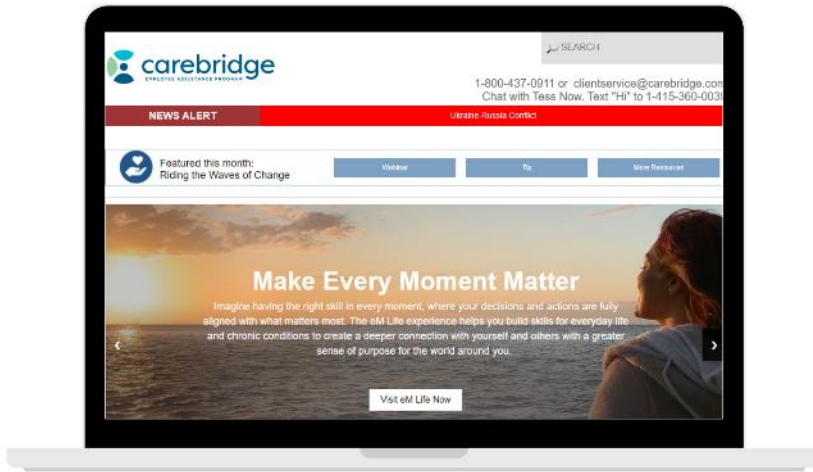 carebridge
EMPLOYEE ASSISTANCE PROGRAM
SEARCH
1-800-437-0911 or clientservice@carebridge.com
Chat with Tess Now. Text "Hi" to 1-415-360-003
NEWS ALERT
Ukraine-Russia Conflict
Featured this month:
Riding the Waves of Change
Webinar
Tip
More Resources
Make Every Moment Matter
Imagine having the right skill in every moment, where your decisions and actions are fully
aligned with what matters most. The eM Life experience helps you build skills for everyday life
and chronic conditions to create a deeper connection with yourself and others with a greater
sense of purpose for the world around you.
Visit eM Life Now